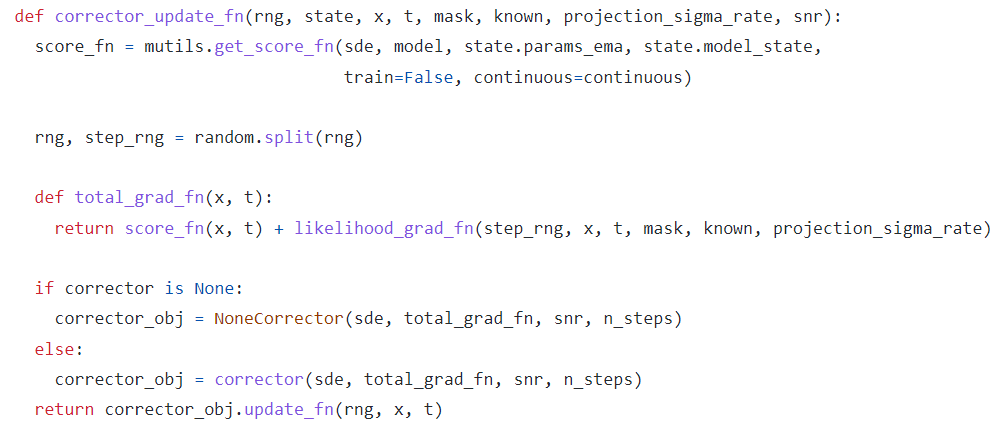 def corrector_update_fn(rng, state, x, t, mask, known, projection_sigma_rate, snr):
  score_fn = mutils.get_score_fn(sde, model, state.params_ema, state.model_state,
                                 train=False, continuous=continuous)
  rng, step_rng = random.split(rng)
  def total_grad_fn(x, t):
    return score_fn(x, t) + likelihood_grad_fn(step_rng, x, t, mask, known, projection_sigma_rate)
  if corrector is None:
    corrector_obj = NoneCorrector(sde, total_grad_fn, snr, n_steps)
  else:
    corrector_obj = corrector(sde, total_grad_fn, snr, n_steps)
  return corrector_obj.update_fn(rng, x, t)